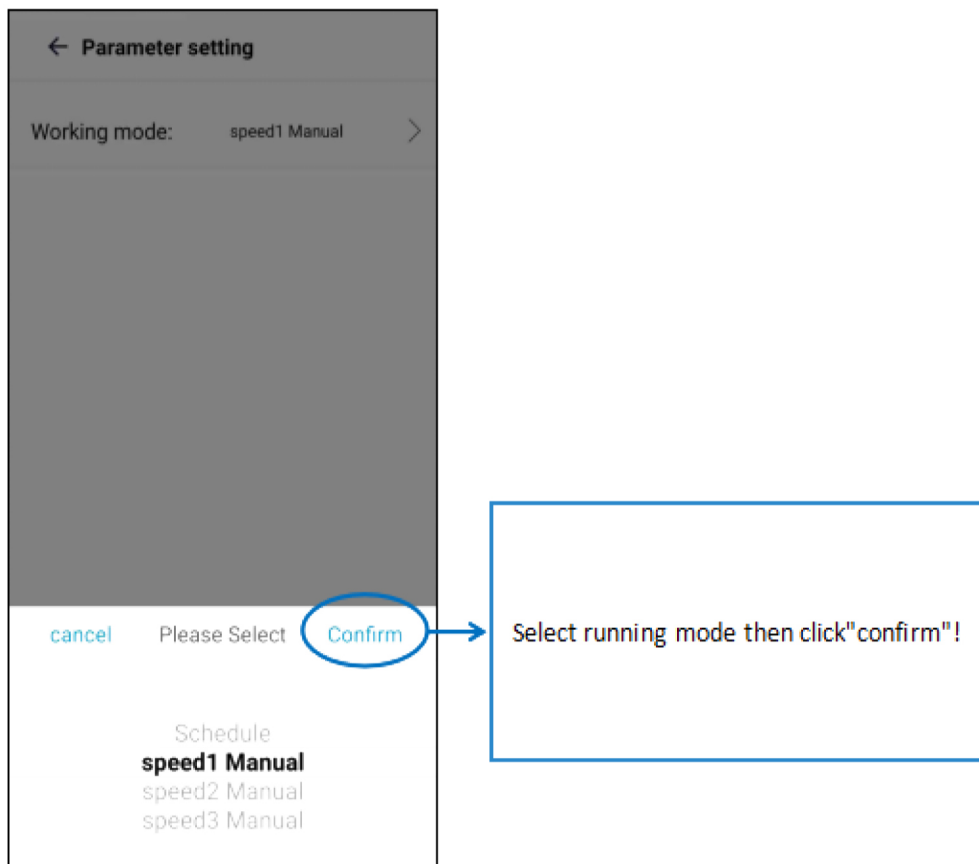 ← Parameter setting
Working mode: speed1 Manual >
cancel Please Select Confirm
Select running mode then click"confirm"!
Schedule
speed1 Manual
speed2 Manual
speed3 Manual